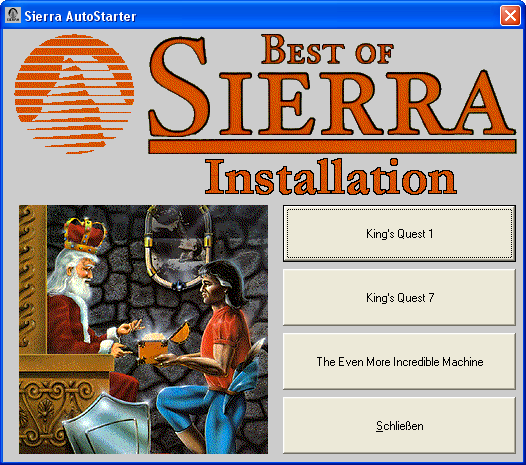 Sierra AutoStarter
BEST OF
SIERRA
Installation
King's Quest 1
King's Quest 7
The Even More Incredible Machine
Schließen